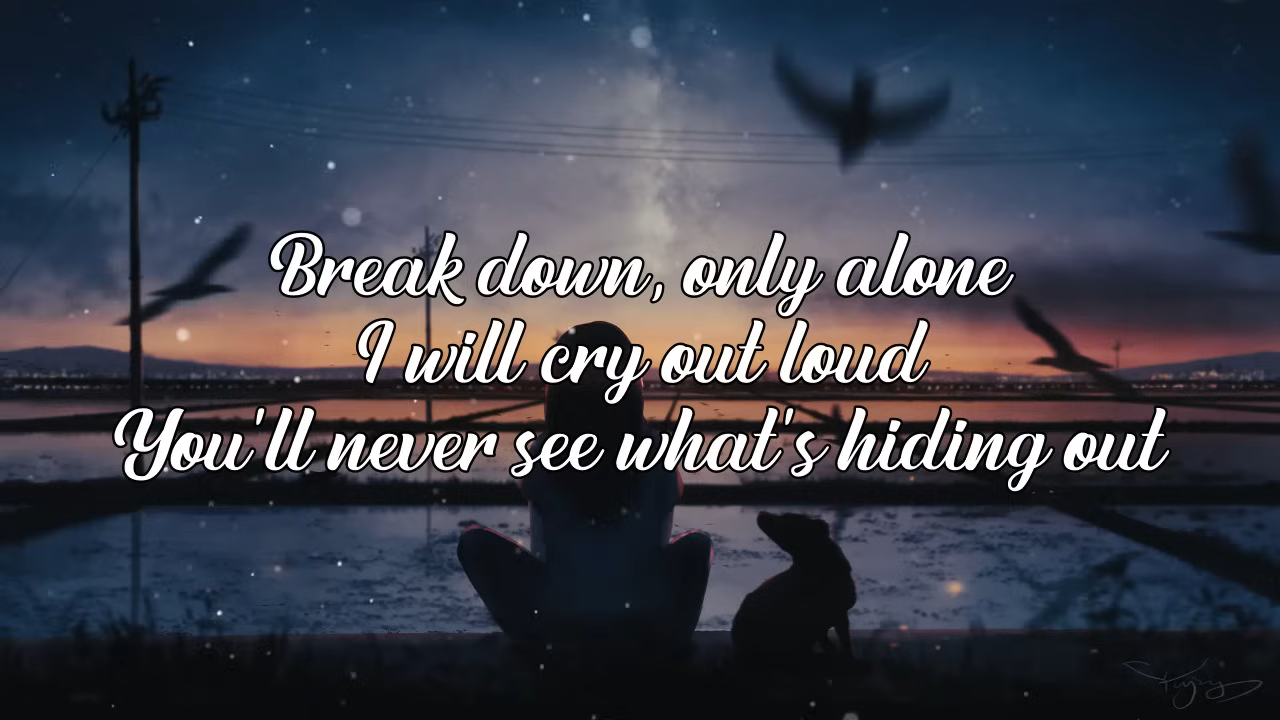 Break down, only alone
I will cry out loud
You'll never see what's hiding out